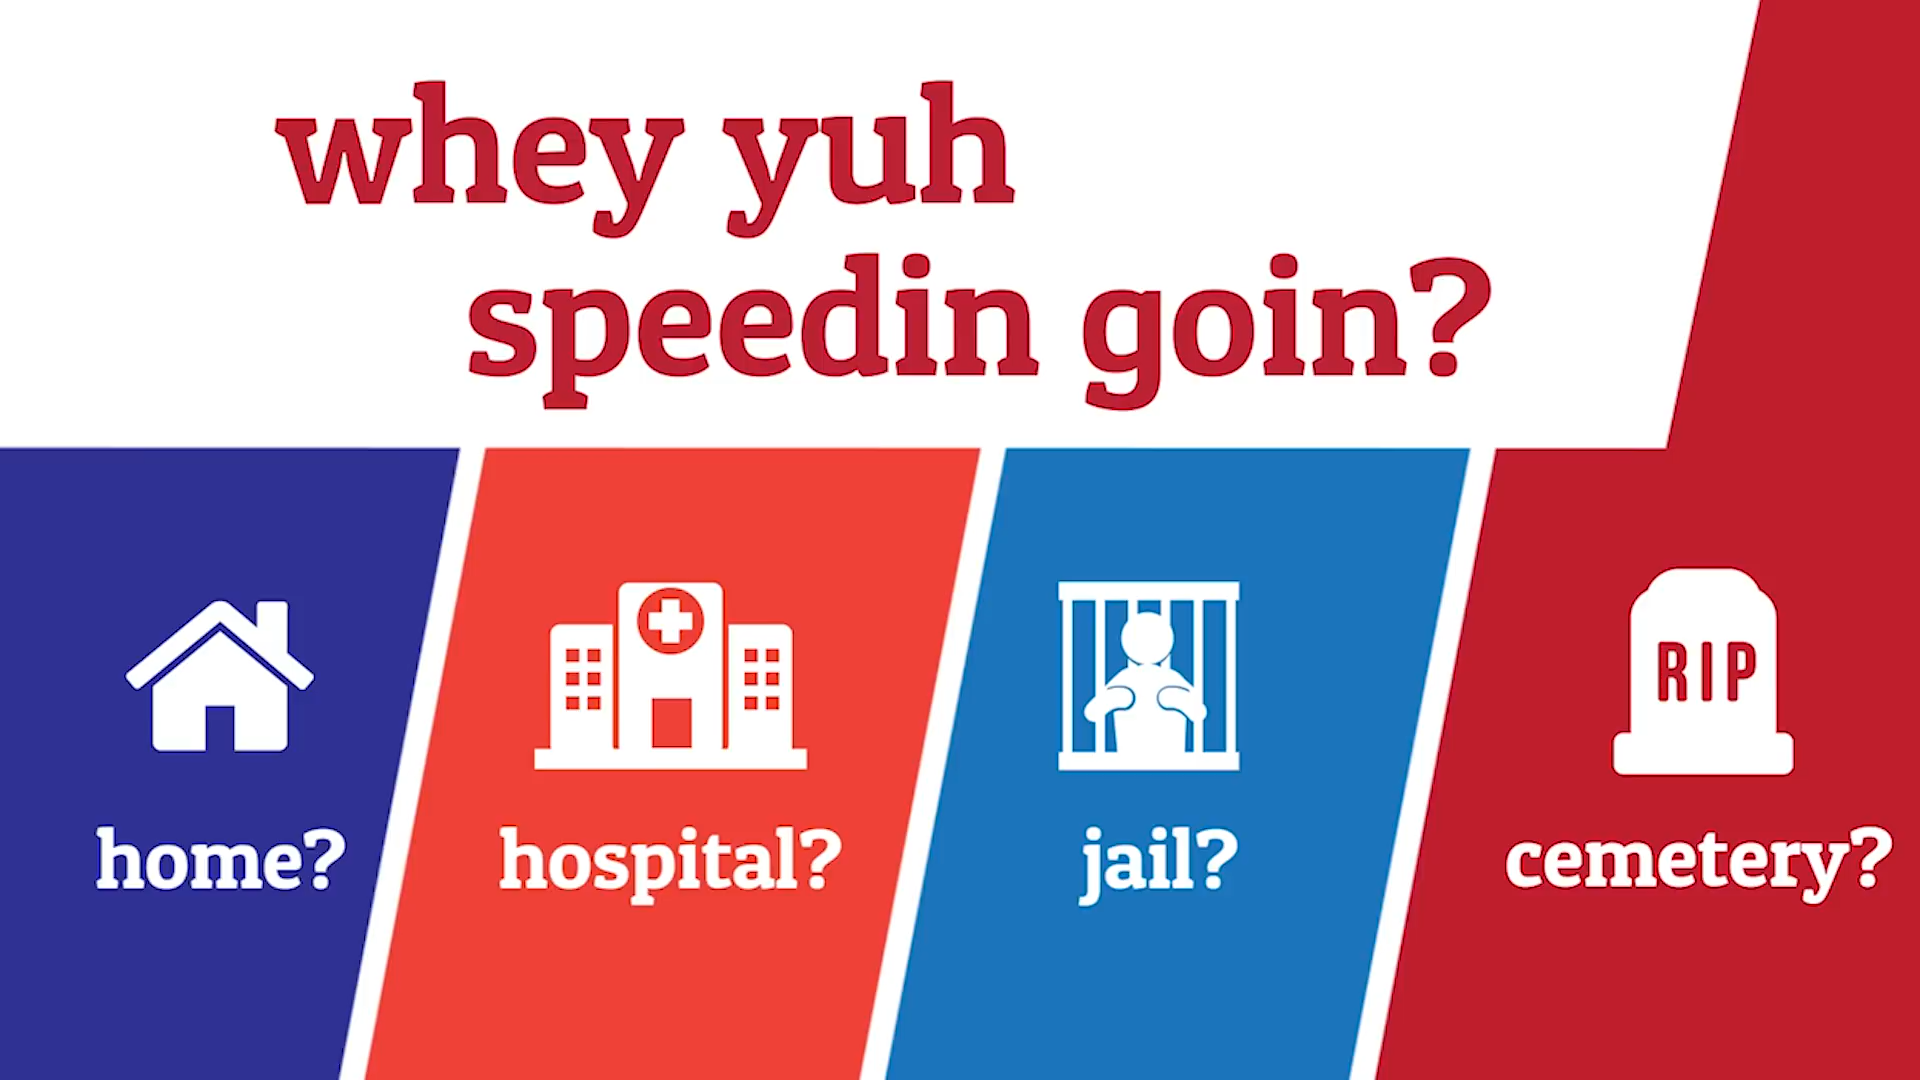 whey yuh
speedin goin?
RIP
home?
hospital?
jail?
cemetery?